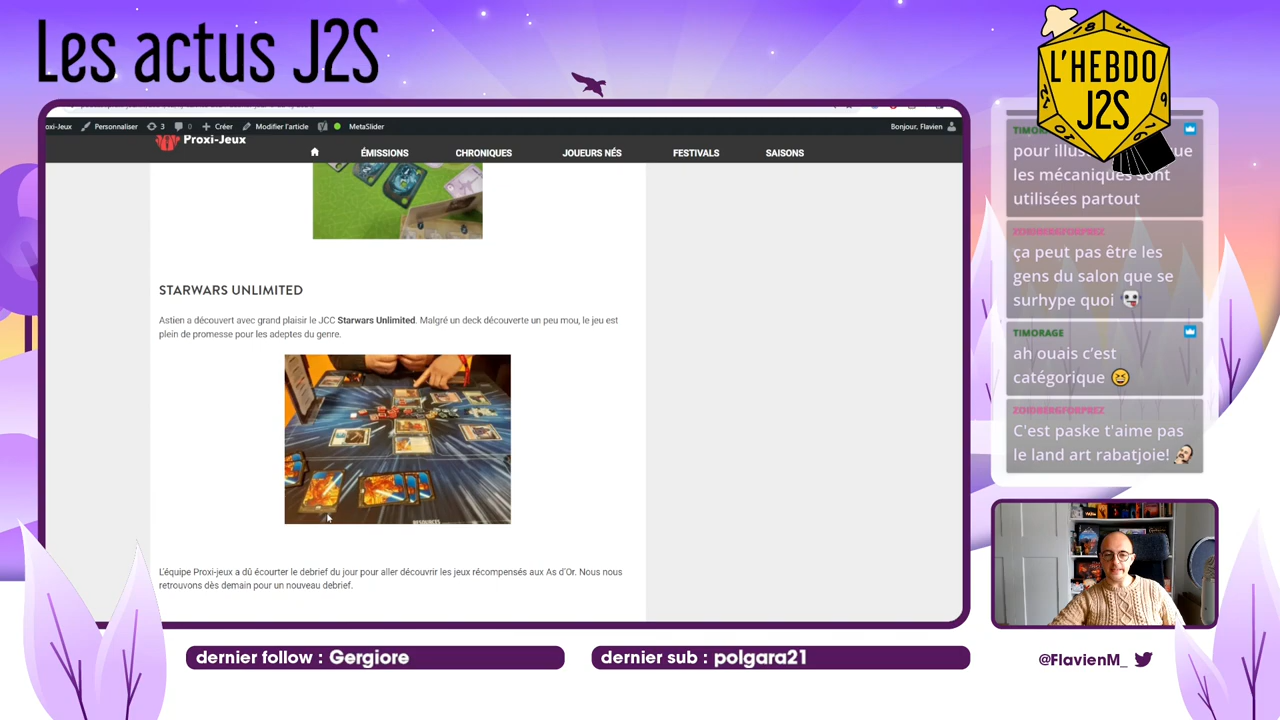 Les actus J2S
L'HEBDO
J2S
oxi-Jeux
Personnaliser
3
0
Créer
Modifier l'article
MetaSlider
Bonjour, Flavien
Proxi-Jeux
ÉMISSIONS
CHRONIQUES
JOUEURS NÉS
FESTIVALS
SAISONS
STARWARS UNLIMITED
Astien a découvert avec grand plaisir le JCC Starwars Unlimited. Malgré un deck découverte un peu mou, le jeu est
plein de promesse pour les adeptes du genre.
RESOURCES
L'équipe Proxi-jeux a dû écourter le debrief du jour pour aller découvrir les jeux récompensés aux As d'Or. Nous nous
retrouvons dès demain pour un nouveau debrief.
pour illus ue
les mécaniques sont
utilisées partout
ZOIDBERGFORPREZ
ça peut pas être les
gens du salon que se
surhype quoi
TIMORAGE
ah ouais c'est
catégorique
ZOIDBERGFORPREZ
C'est paske t'aime pas
le land art rabatjoie!
dernier follow : Gergiore
dernier sub : polgara21
@FlavienM_